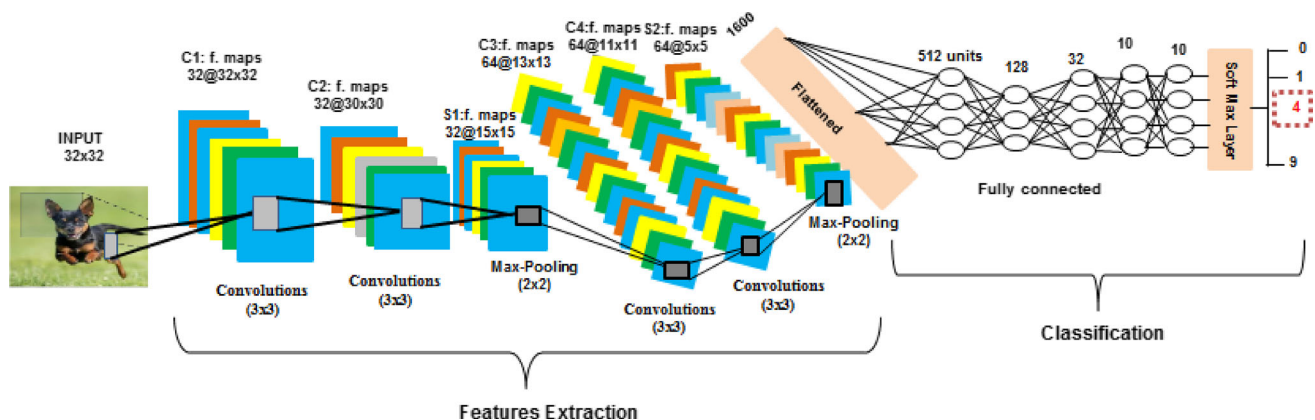 INPUT
32x32
C1: f. maps
32@32x32
Convolutions
(3x3)
C2: f. maps
32@30x30
Convolutions
(3x3)
S1:f. maps
32@15x15
Max-Pooling
(2x2)
C3:f. maps
64@13x13
Convolutions
(3x3)
C4:f. maps
64@11x11
Convolutions
(3x3)
S2:f. maps
64@5x5
Max-Pooling
(2x2)
1600
Flattened
512 units
128
32
10
10
Fully connected
Soft Max Layer
0
1
4
9
Features Extraction
Classification